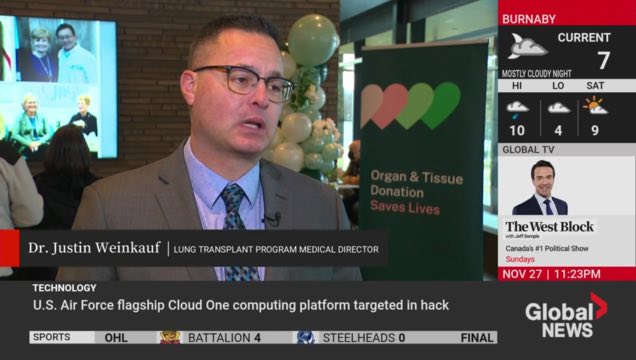 BURNABY
CURRENT
7
MOSTLY CLOUDY NIGHT
HI LO SAT
10 4 9
GLOBAL TV
The West Block
with Jeff Semple
Canada's #1 Political Show
Sundays
NOV 27 | 11:23PM
Organ & Tissue
Donation
Saves Lives
Dr. Justin Weinkauf | LUNG TRANSPLANT PROGRAM MEDICAL DIRECTOR
TECHNOLOGY
U.S. Air Force flagship Cloud One computing platform targeted in hack
Global
NEWS
SPORTS OHL BATTALION 4 STEELHEADS 0 FINAL